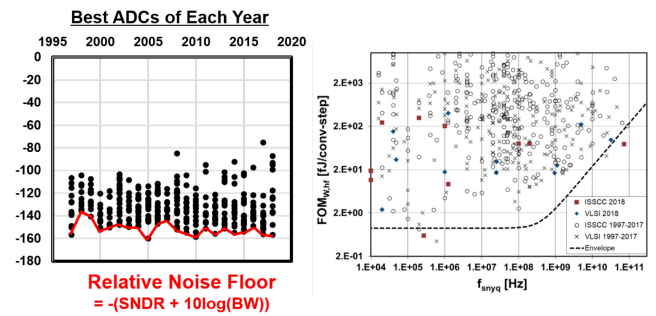 Best ADCs of Each Year
1995 2000 2005 2010 2015 2020
0
-20
-40
-60
-80
-100
-120
-140
-160
-180
Relative Noise Floor
= -(SNDR + 10log(BW))
FOMW,hf [fJ/conv-step]
2.E+03
2.E+02
2.E+01
2.E+00
2.E-01
ISSCC 2018
VLSI 2018
ISSCC 1997-2017
VLSI 1997-2017
Envelope
1.E+04 1.E+05 1.E+06 1.E+07 1.E+08 1.E+09 1.E+10 1.E+11
fsnyq [Hz]